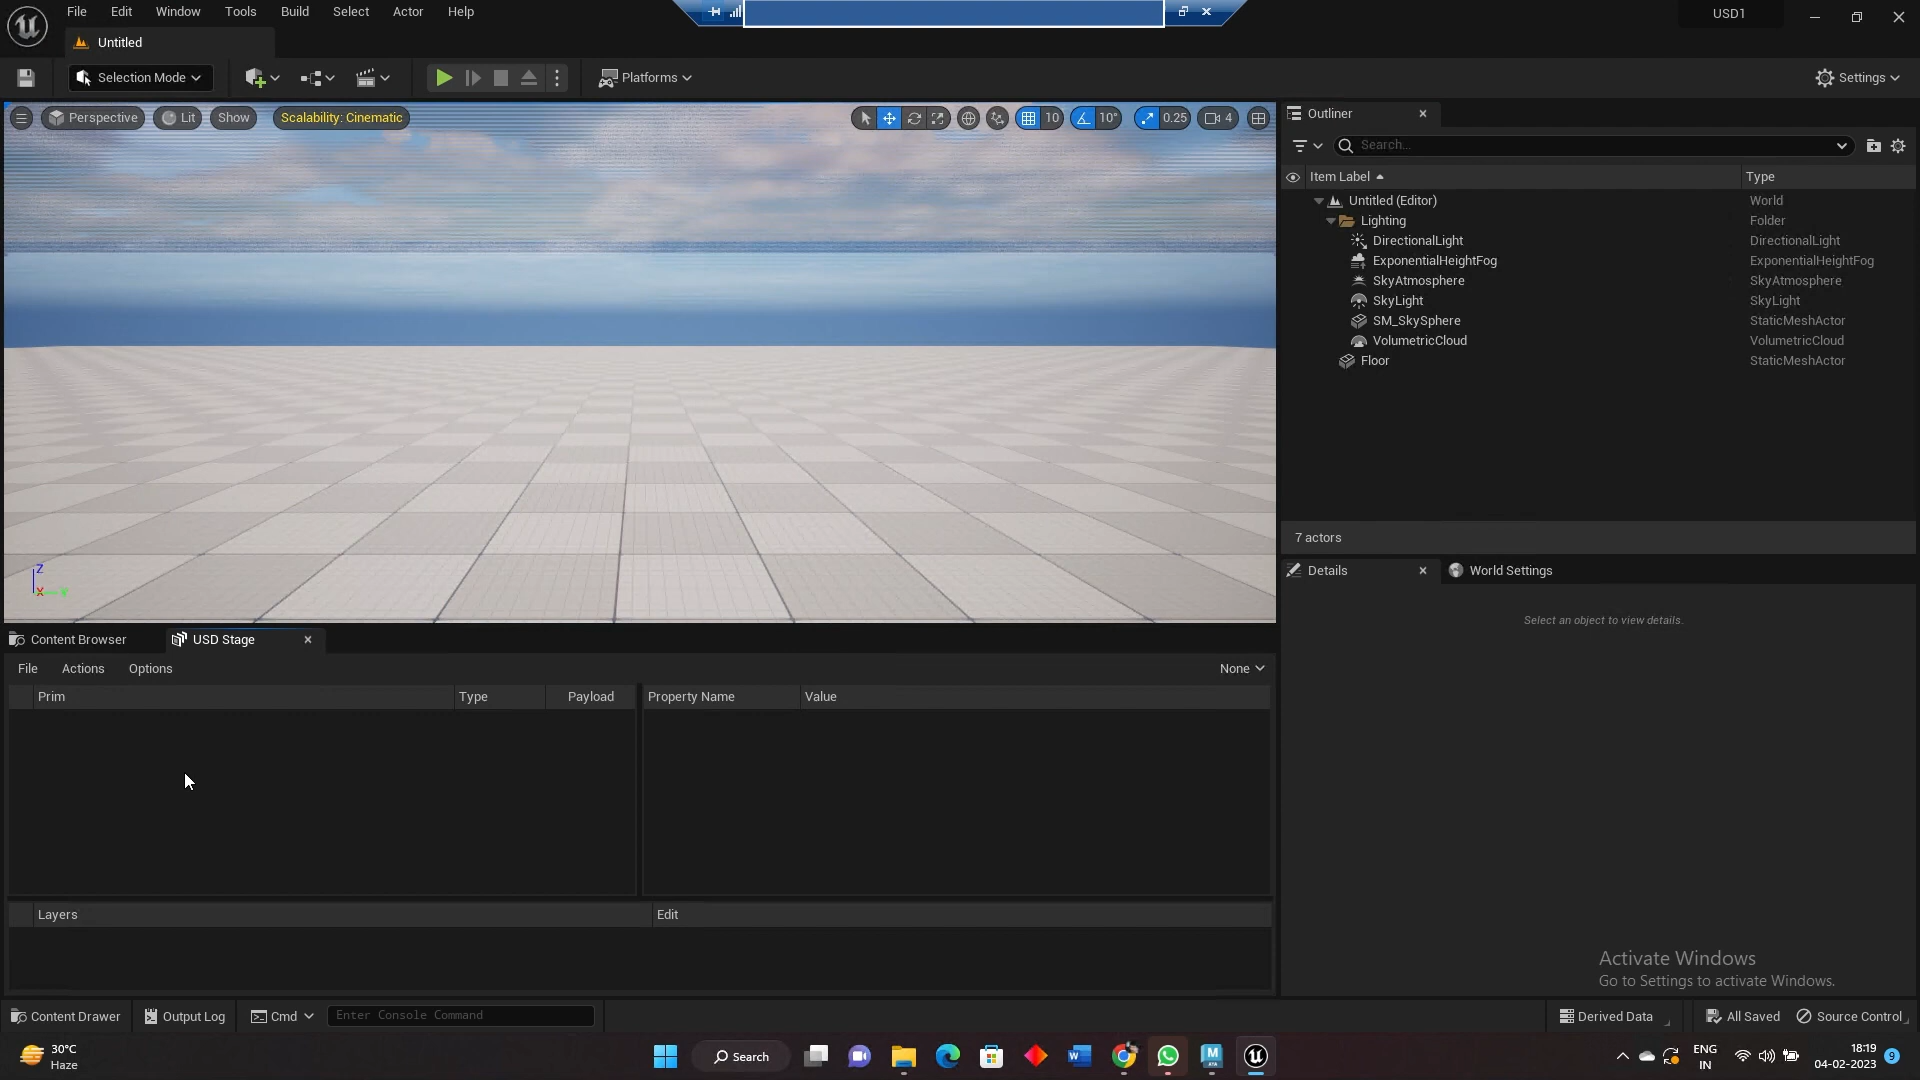 File Edit Window Tools Build Select Actor Help
USD1
Untitled
Selection Mode
Platforms
Settings
Perspective Lit Show Scalability: Cinematic
10 10° 0.25 4
Outliner
Search...
Item Label Type
Untitled (Editor) World
Lighting Folder
DirectionalLight DirectionalLight
ExponentialHeightFog ExponentialHeightFog
SkyAtmosphere SkyAtmosphere
SkyLight SkyLight
SM_SkySphere StaticMeshActor
VolumetricCloud VolumetricCloud
Floor StaticMeshActor
7 actors
Details World Settings
Select an object to view details.
Z
X Y
Content Browser USD Stage
File Actions Options None
Prim Type Payload Property Name Value
Layers Edit
Activate Windows
Go to Settings to activate Windows.
Content Drawer Output Log Cmd Enter Console Command Derived Data All Saved Source Control
30°C
Haze
Search
ENG
IN
18:19
04-02-2023
9